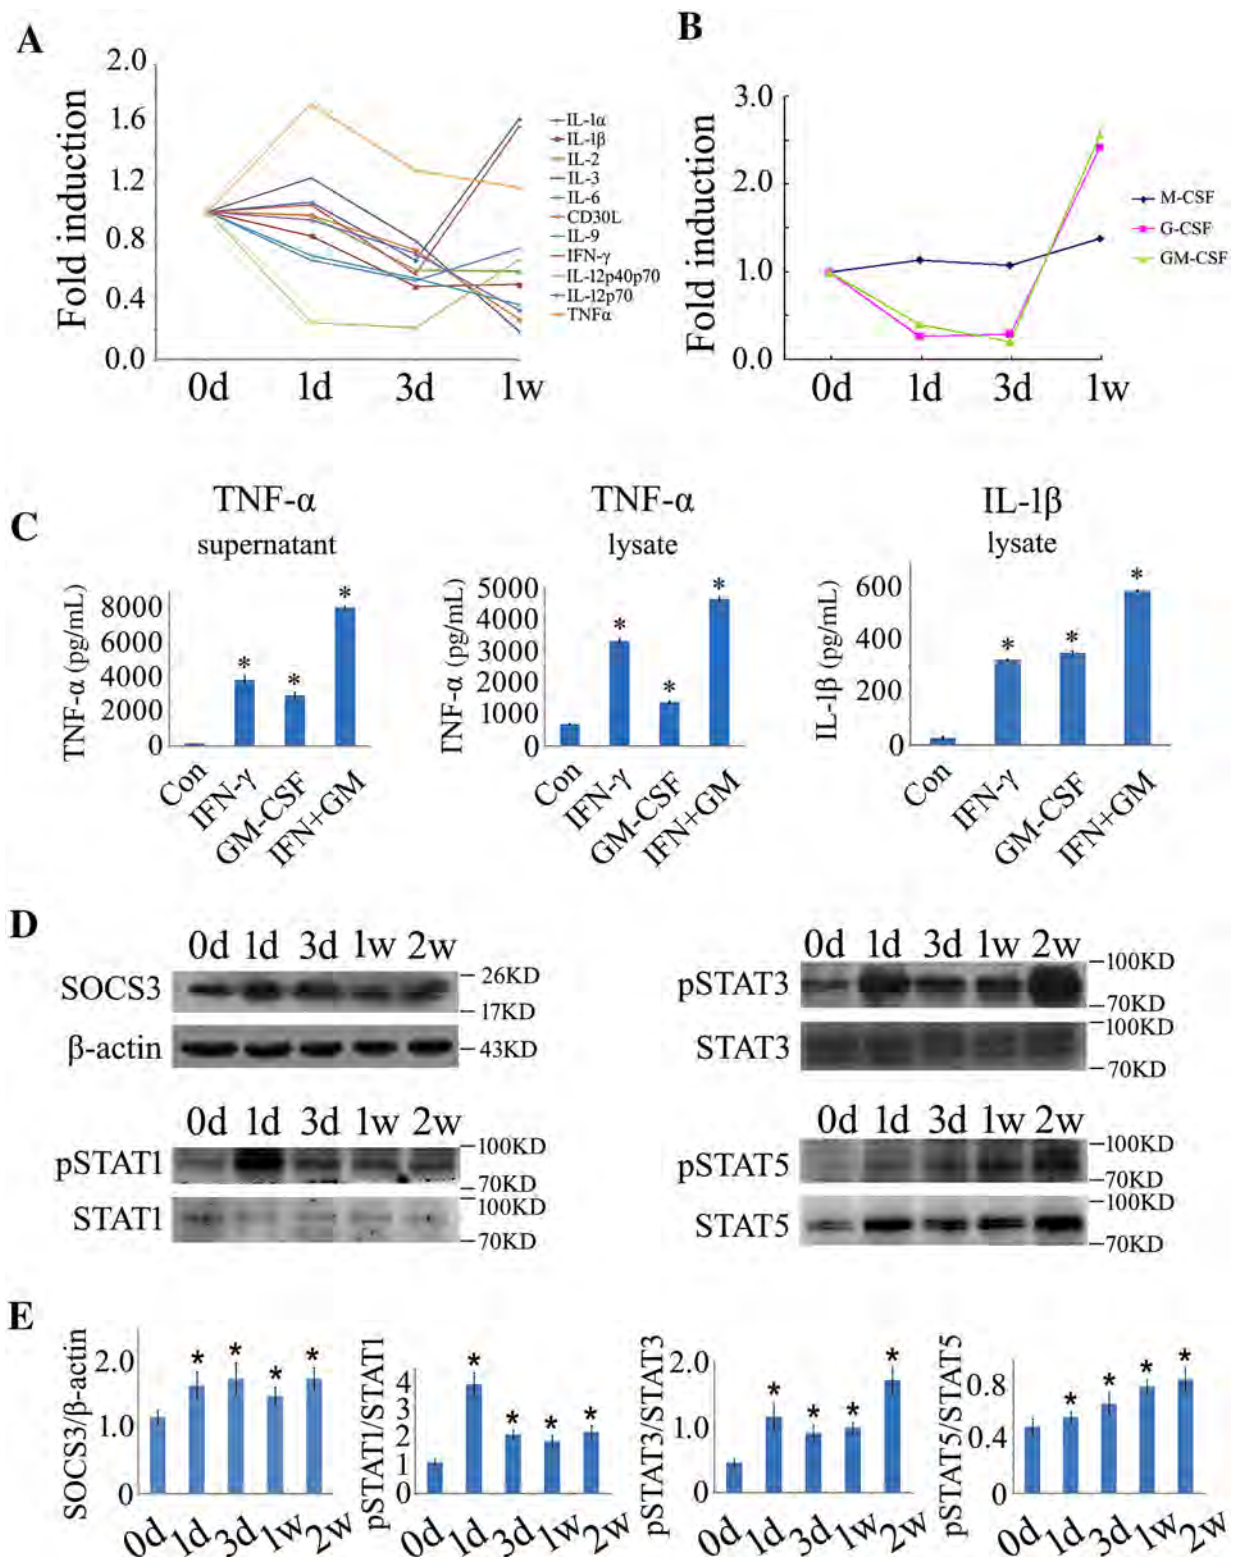 A
2.0
1.6
1.2
0.8
0.4
0.0
Fold induction
0d 1d 3d 1w
IL-1α
IL-1β
IL-2
IL-3
IL-6
CD30L
IL-9
IFN-γ
IL-12p40p70
IL-12p70
TNFα
B
3.0
2.0
1.0
0.0
Fold induction
0d 1d 3d 1w
M-CSF
G-CSF
GM-CSF
C
TNF-α
supernatant
TNF-α (pg/mL)
8000
6000
4000
2000
0
* * *
Con IFN-γ GM-CSF IFN+GM
TNF-α
lysate
TNF-α (pg/mL)
5000
4000
3000
2000
1000
0
* * *
Con IFN-γ GM-CSF IFN+GM
IL-1β
lysate
IL-1β (pg/mL)
600
400
200
0
* * *
Con IFN-γ GM-CSF IFN+GM
D
0d 1d 3d 1w 2w
SOCS3
26KD
17KD
β-actin
43KD
0d 1d 3d 1w 2w
pSTAT3
100KD
70KD
STAT3
100KD
70KD
0d 1d 3d 1w 2w
pSTAT1
100KD
70KD
STAT1
100KD
70KD
0d 1d 3d 1w 2w
pSTAT5
100KD
70KD
STAT5
100KD
70KD
E
SOCS3/β-actin
2.0
1.0
0
* * * *
0d 1d 3d 1w 2w
pSTAT1/STAT1
4
3
2
1
0
* * * *
0d 1d 3d 1w 2w
pSTAT3/STAT3
2.0
1.0
0
* * * *
0d 1d 3d 1w 2w
pSTAT5/STAT5
0.8
0.4
0
* * * *
0d 1d 3d 1w 2w